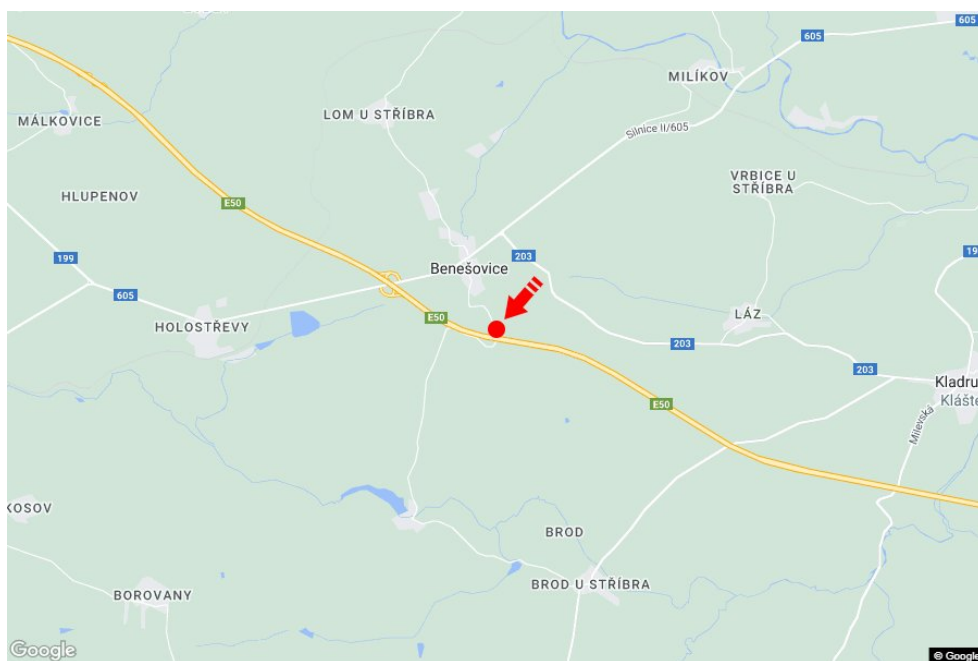 605
MILÍKOV
LOM U STŘÍBRA
MÁLKOVICE
605
Silnice II/605
VRBICE U
STŘÍBRA
HLUPENOV
E50
199
203
19
Benešovice
605
E50
LÁZ
HOLOSTŘEVY
203
203
Kladru
Klášte
E50
Milevská
KOSOV
BROD
BROD U STŘÍBRA
BOROVANY
Google
© Google